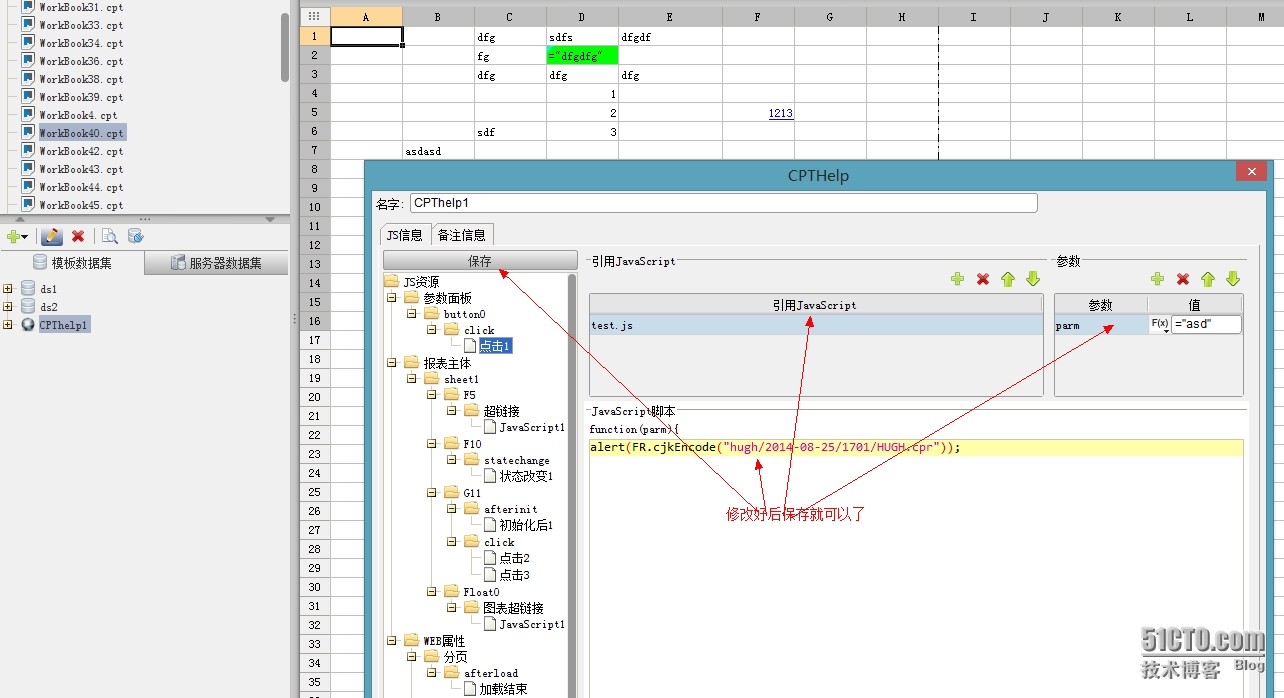 WorkBook31.cpt
WorkBook33.cpt
WorkBook34.cpt
WorkBook36.cpt
WorkBook38.cpt
WorkBook39.cpt
WorkBook4.cpt
WorkBook40.cpt
WorkBook42.cpt
WorkBook43.cpt
WorkBook44.cpt
WorkBook45.cpt
模板数据集 服务器数据集
ds1
ds2
CPThelp1
A B C D E F G H I J K L M
1 dfg sdfs dfgdf
2 fg ="dfgdfg"
3 dfg dfg dfg
4 1
5 2 1213
6 sdf 3
7 asdasd
8
9
10
11
12
13
14
15
16
17
18
19
20
21
22
23
24
25
26
27
28
29
30
31
32
33
34
35
CPTHelp
名字: CPThelp1
JS信息 备注信息
保存
JS资源
参数面板
button0
click
点击1
报表主体
sheet1
F5
超链接
JavaScript1
F10
statechange
状态改变1
G11
afterinit
初始化后1
click
点击2
点击3
Float0
图表超链接
JavaScript1
WEB属性
分页
afterload
加载结束
引用JavaScript
引用JavaScript
test.js
参数
参数 值
parm F(x) ="asd"
JavaScript脚本
function(parm){
alert(FR.cjkEncode("hugh/2014-08-25/1701/HUGH.cpr"));
修改好后保存就可以了
51CTO.com
技术博客 Blog